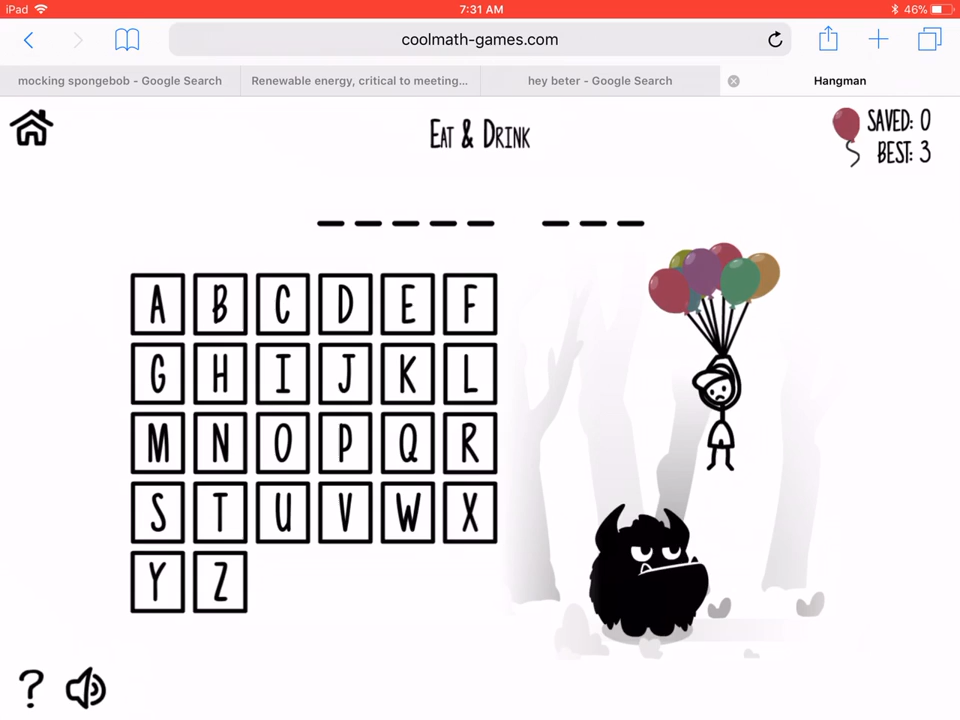 iPad 7:31 AM 46%
coolmath-games.com
mocking spongebob - Google Search Renewable energy, critical to meeting... hey beter - Google Search Hangman
EAT & DRINK
SAVED: 0
BEST: 3
_ _ _ _ _ _ _ _
A B C D E F
G H I J K L
M N O P Q R
S T U V W X
Y Z
?